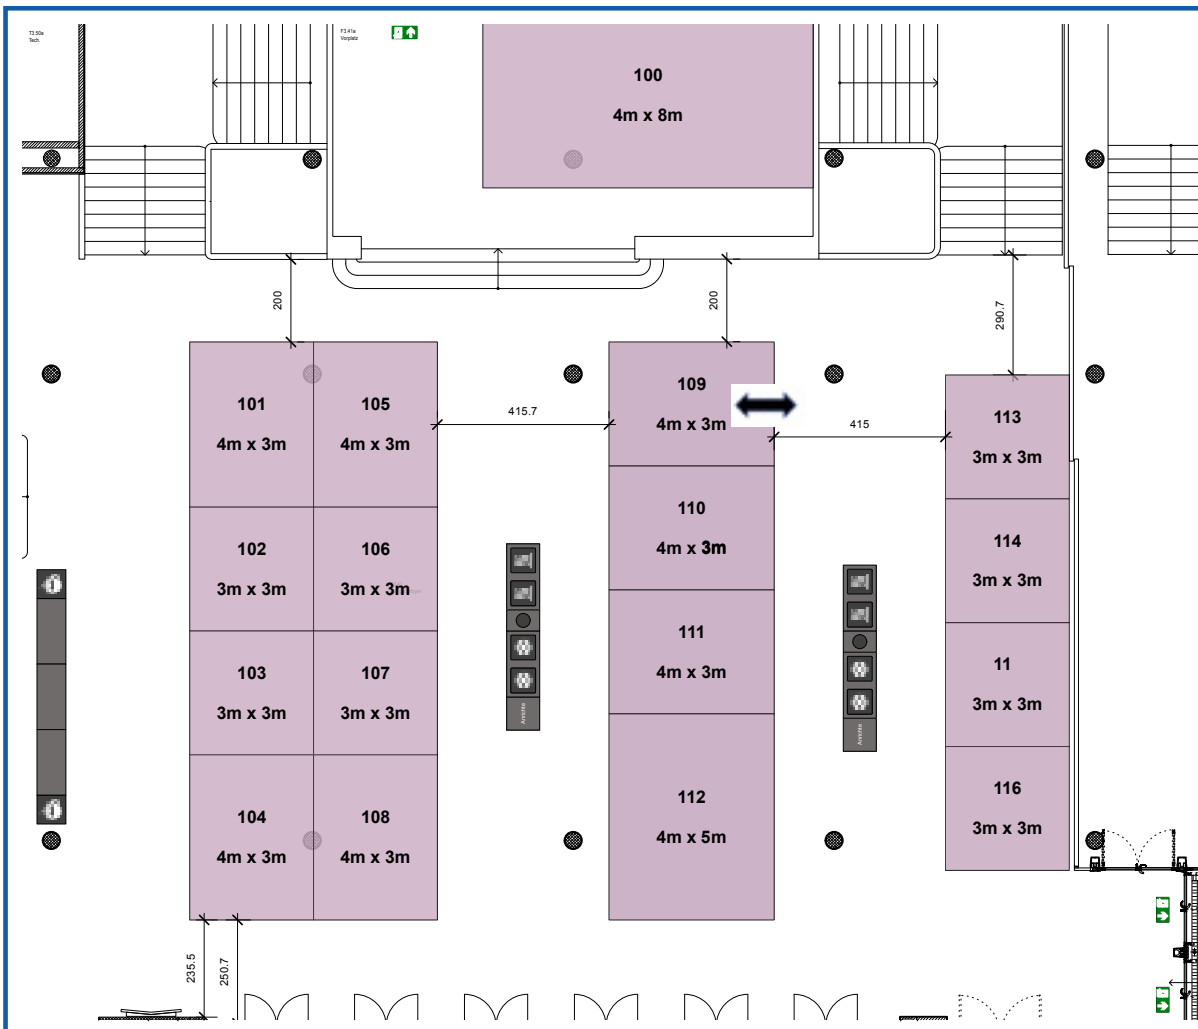 T3.50a
Tech.
F3.41a
Vorplatz
100
4m x 8m
200
200
290.7
101
4m x 3m
105
4m x 3m
415.7
109
4m x 3m
415
113
3m x 3m
102
3m x 3m
106
3m x 3m
110
4m x 3m
114
3m x 3m
103
3m x 3m
107
3m x 3m
111
4m x 3m
11
3m x 3m
Anrichte
Anrichte
104
4m x 3m
108
4m x 3m
112
4m x 5m
116
3m x 3m
235.5
250.7